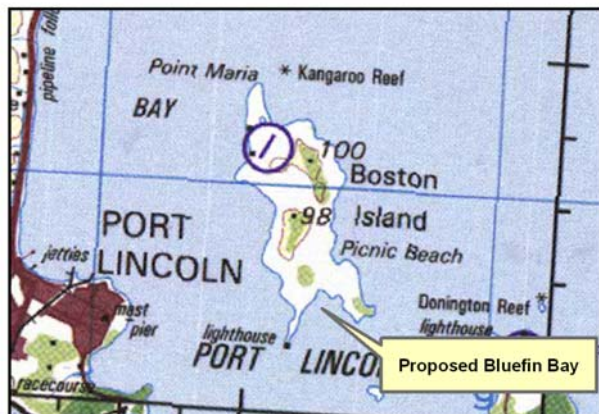 pipeline
Point Maria
* Kangaroo Reef
BAY
100
Boston
98 Island
PORT
LINCOLN
Picnic Beach
jetties
mast
pier
Donington Reef *
lighthouse
lighthouse
PORT
Proposed Bluefin Bay
racecourse